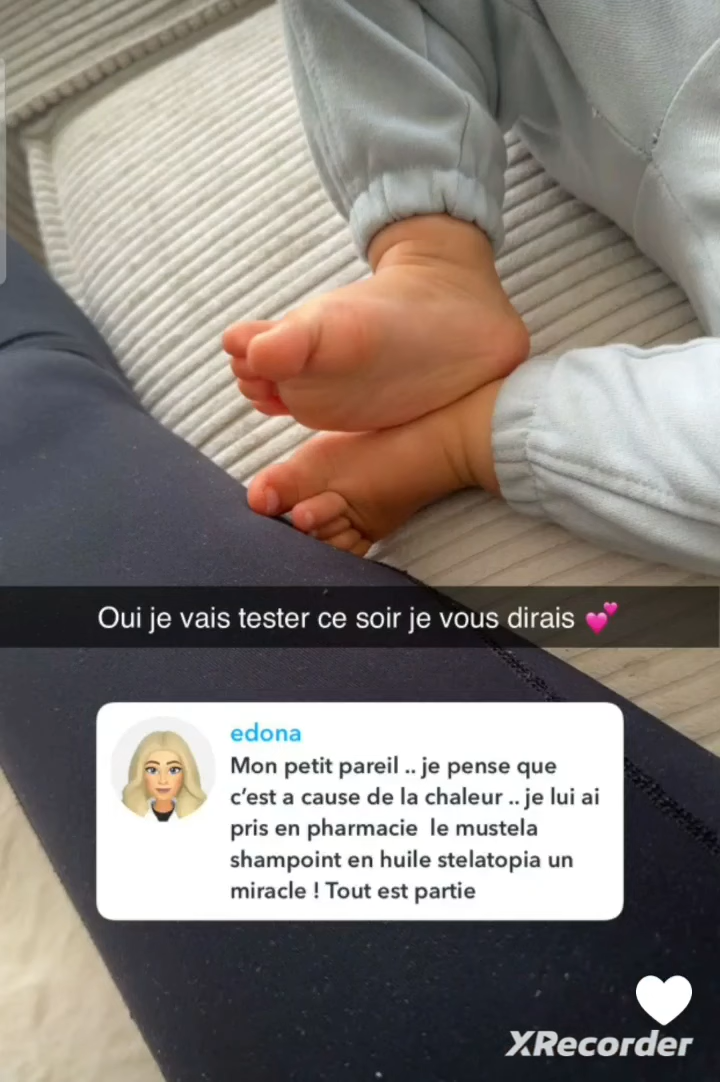 Oui je vais tester ce soir je vous dirais 💕
edona
Mon petit pareil .. je pense que
c’est a cause de la chaleur .. je lui ai
pris en pharmacie le mustela
shampoint en huile stelatopia un
miracle ! Tout est partie
XRecorder